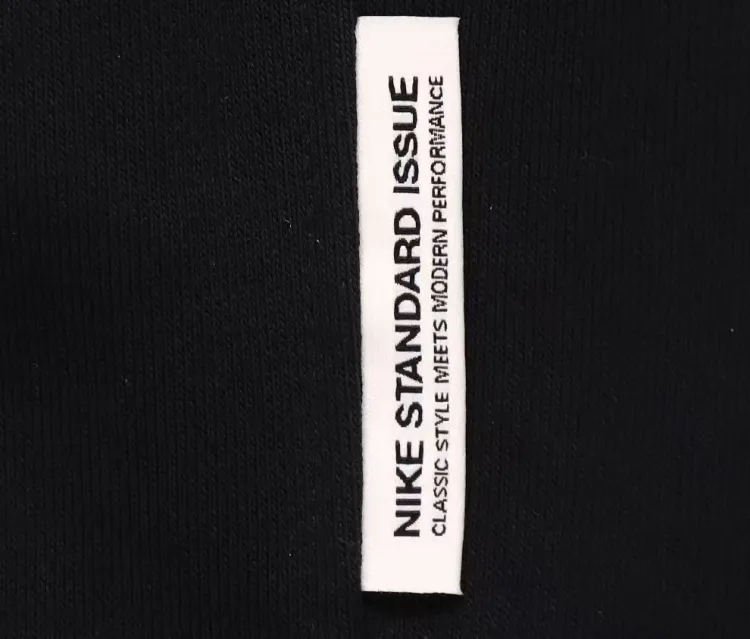 NIKE STANDARD ISSUE
CLASSIC STYLE MEETS MODERN PERFORMANCE